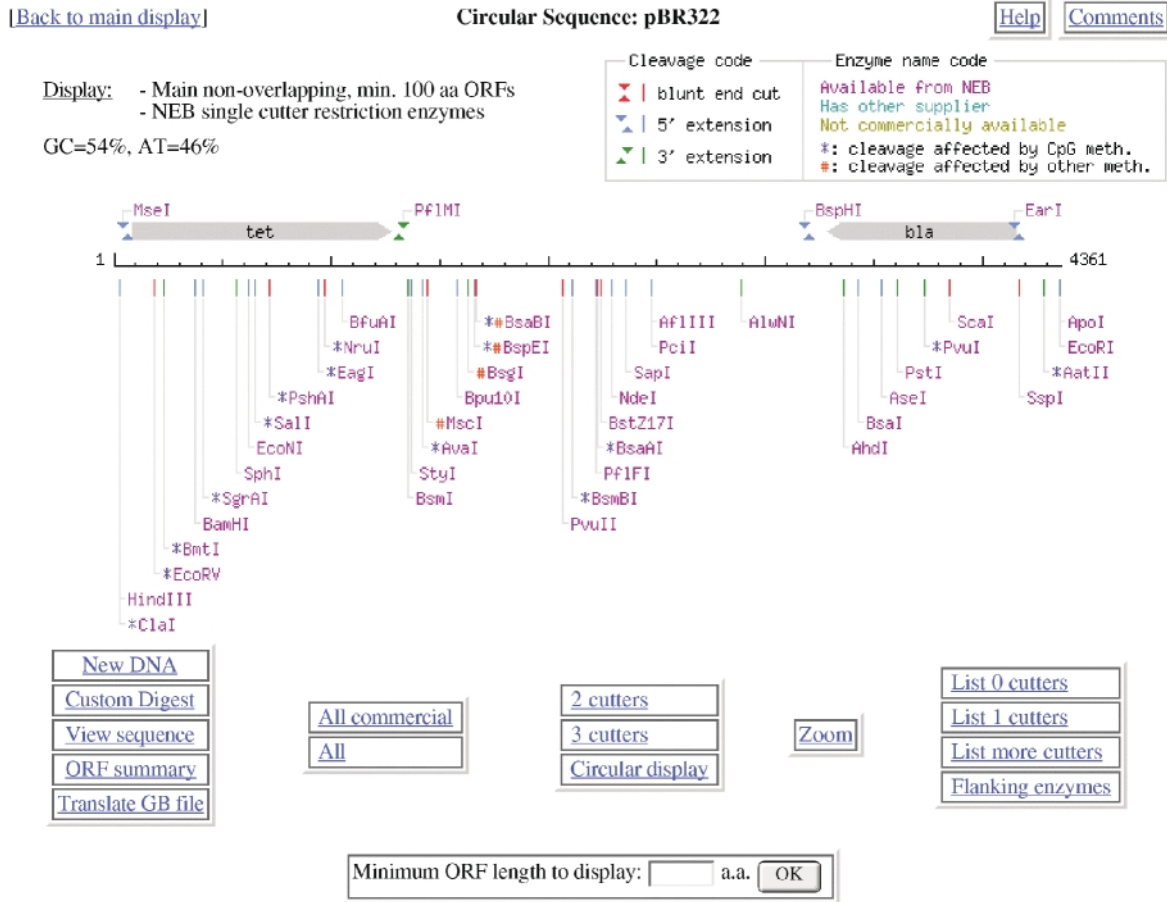 [Back to main display]
Circular Sequence: pBR322
Help
Comments
Display: - Main non-overlapping, min. 100 aa ORFs
- NEB single cutter restriction enzymes
GC=54%, AT=46%
Cleavage code
blunt end cut
5' extension
3' extension
Enzyme name code
Available from NEB
Has other supplier
Not commercially available
*: cleavage affected by CpG meth.
#: cleavage affected by other meth.
MseI PflMI BspHI EarI
tet bla
1 4361
BfuAI *#BsaBI AflIII AlwNI ScaI ApoI
*NruI *#BspEI PciI *PvuI EcoRI
*EagI #BsgI SapI PstI *AatII
*PshAI Bpu10I NdeI AseI SspI
*SalI #MscI BstZ17I BsaI
EcoNI *AvaI *BsaAI AhdI
SphI StyI PflFI
*SgrAI BsmI *BsmBI
BamHI PvuII
*BmtI
*EcoRV
HindIII
*ClaI
New DNA
Custom Digest
View sequence
ORF summary
Translate GB file
All commercial
All
2 cutters
3 cutters
Circular display
Zoom
List 0 cutters
List 1 cutters
List more cutters
Flanking enzymes
Minimum ORF length to display: a.a. OK